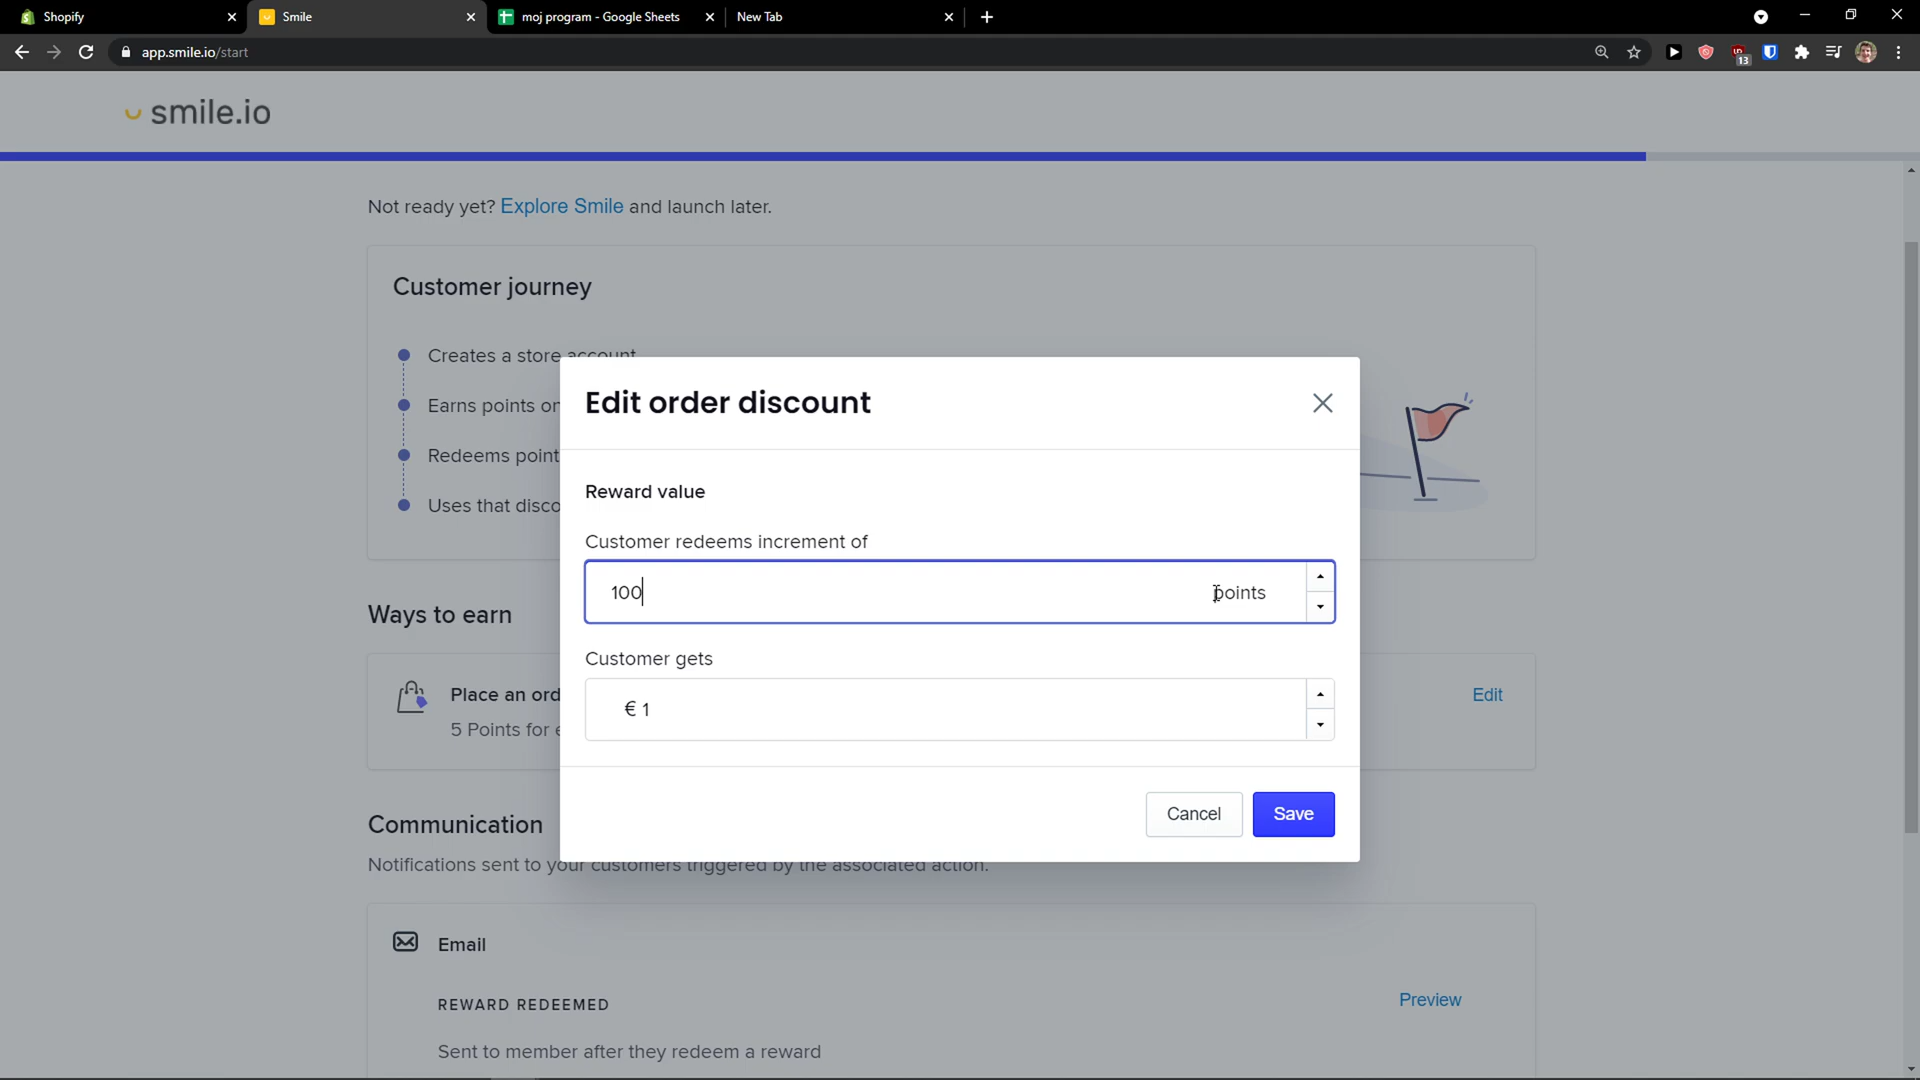 Shopify
Smile
moj program - Google Sheets
New Tab
app.smile.io/start
13
smile.io
Not ready yet? Explore Smile and launch later.
Customer journey
Creates a store account
Earns points on
Redeems point
Uses that disco
Edit order discount
Reward value
Customer redeems increment of
100
points
Customer gets
€ 1
Cancel
Save
Ways to earn
Place an ord
5 Points for e
Edit
Communication
Notifications sent to your customers triggered by the associated action.
Email
REWARD REDEEMED
Preview
Sent to member after they redeem a reward